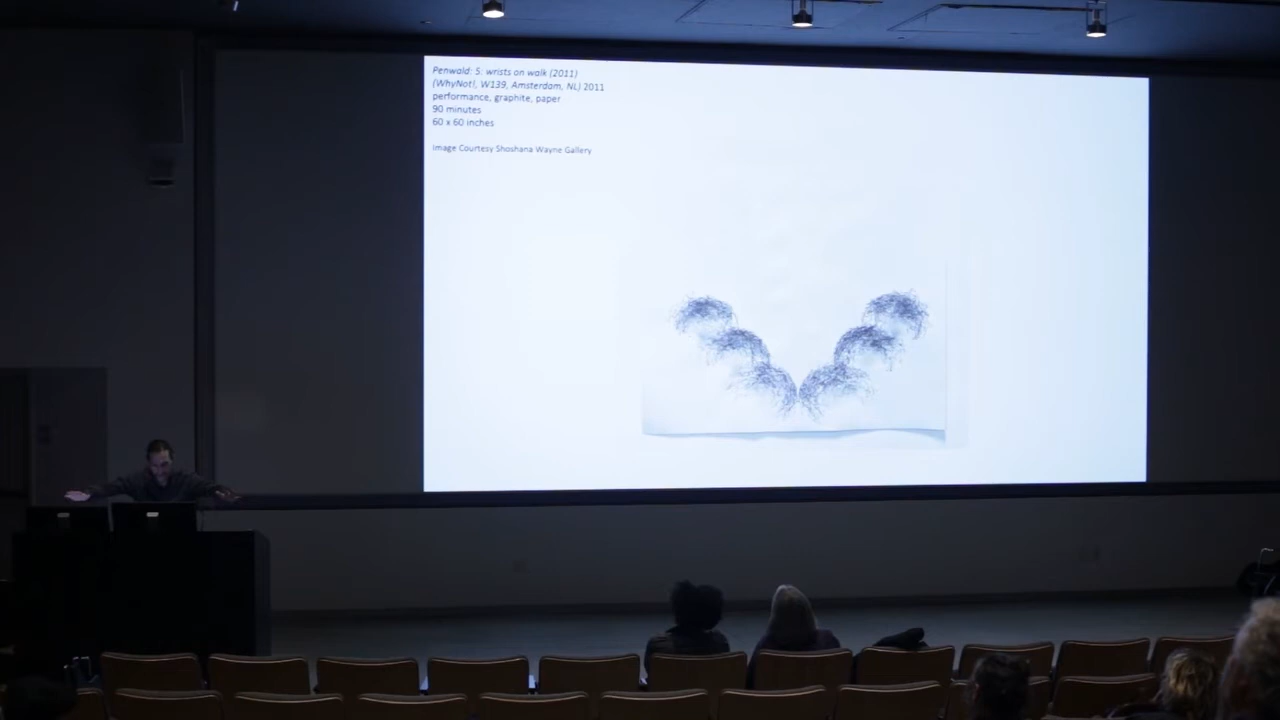 Penwald: 5: wrists on walk (2011)
(WhyNot!, W139, Amsterdam, NL) 2011
performance, graphite, paper
90 minutes
60 x 60 inches
Image Courtesy Shoshana Wayne Gallery